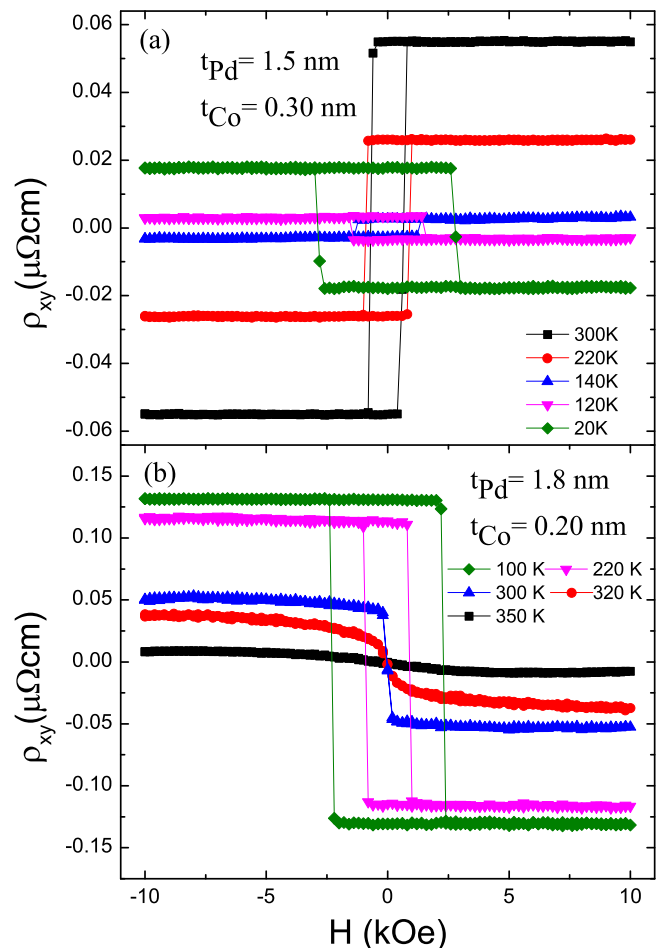 (a)
t_Pd= 1.5 nm
t_Co= 0.30 nm
0.06
0.04
0.02
0.00
-0.02
-0.04
-0.06
ρ_xy(μΩcm)
300K
220K
140K
120K
20K
(b)
t_Pd= 1.8 nm
t_Co= 0.20 nm
100 K 220 K
300 K 320 K
350 K
0.15
0.10
0.05
0.00
-0.05
-0.10
-0.15
ρ_xy(μΩcm)
-10 -5 0 5 10
H (kOe)